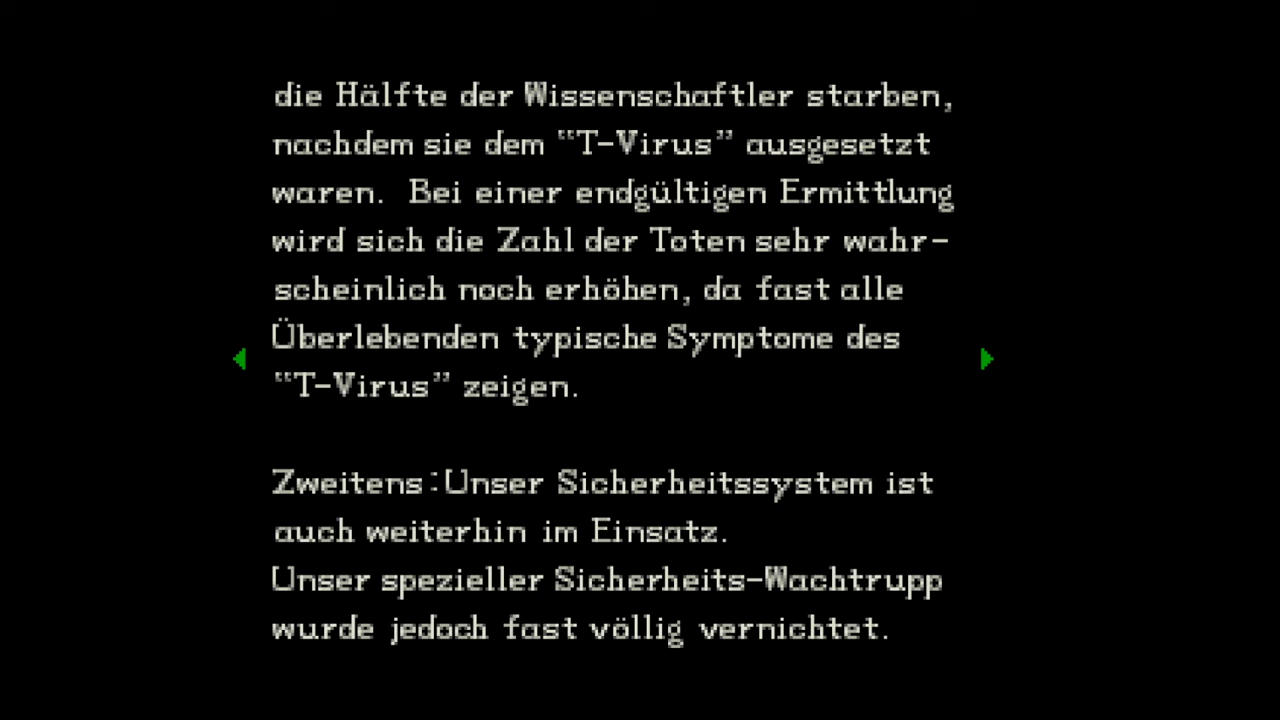 die Hälfte der Wissenschaftler starben,
nachdem sie dem “T-Virus” ausgesetzt
waren. Bei einer endgültigen Ermittlung
wird sich die Zahl der Toten sehr wahr-
scheinlich noch erhöhen, da fast alle
Überlebenden typische Symptome des
“T-Virus” zeigen.
Zweitens:Unser Sicherheitssystem ist
auch weiterhin im Einsatz.
Unser spezieller Sicherheits-Wachtrupp
wurde jedoch fast völlig vernichtet.